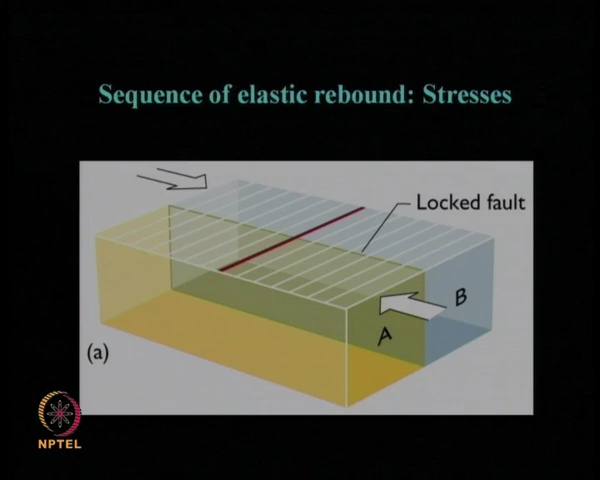 Sequence of elastic rebound: Stresses
Locked fault
B
A
(a)
NPTEL